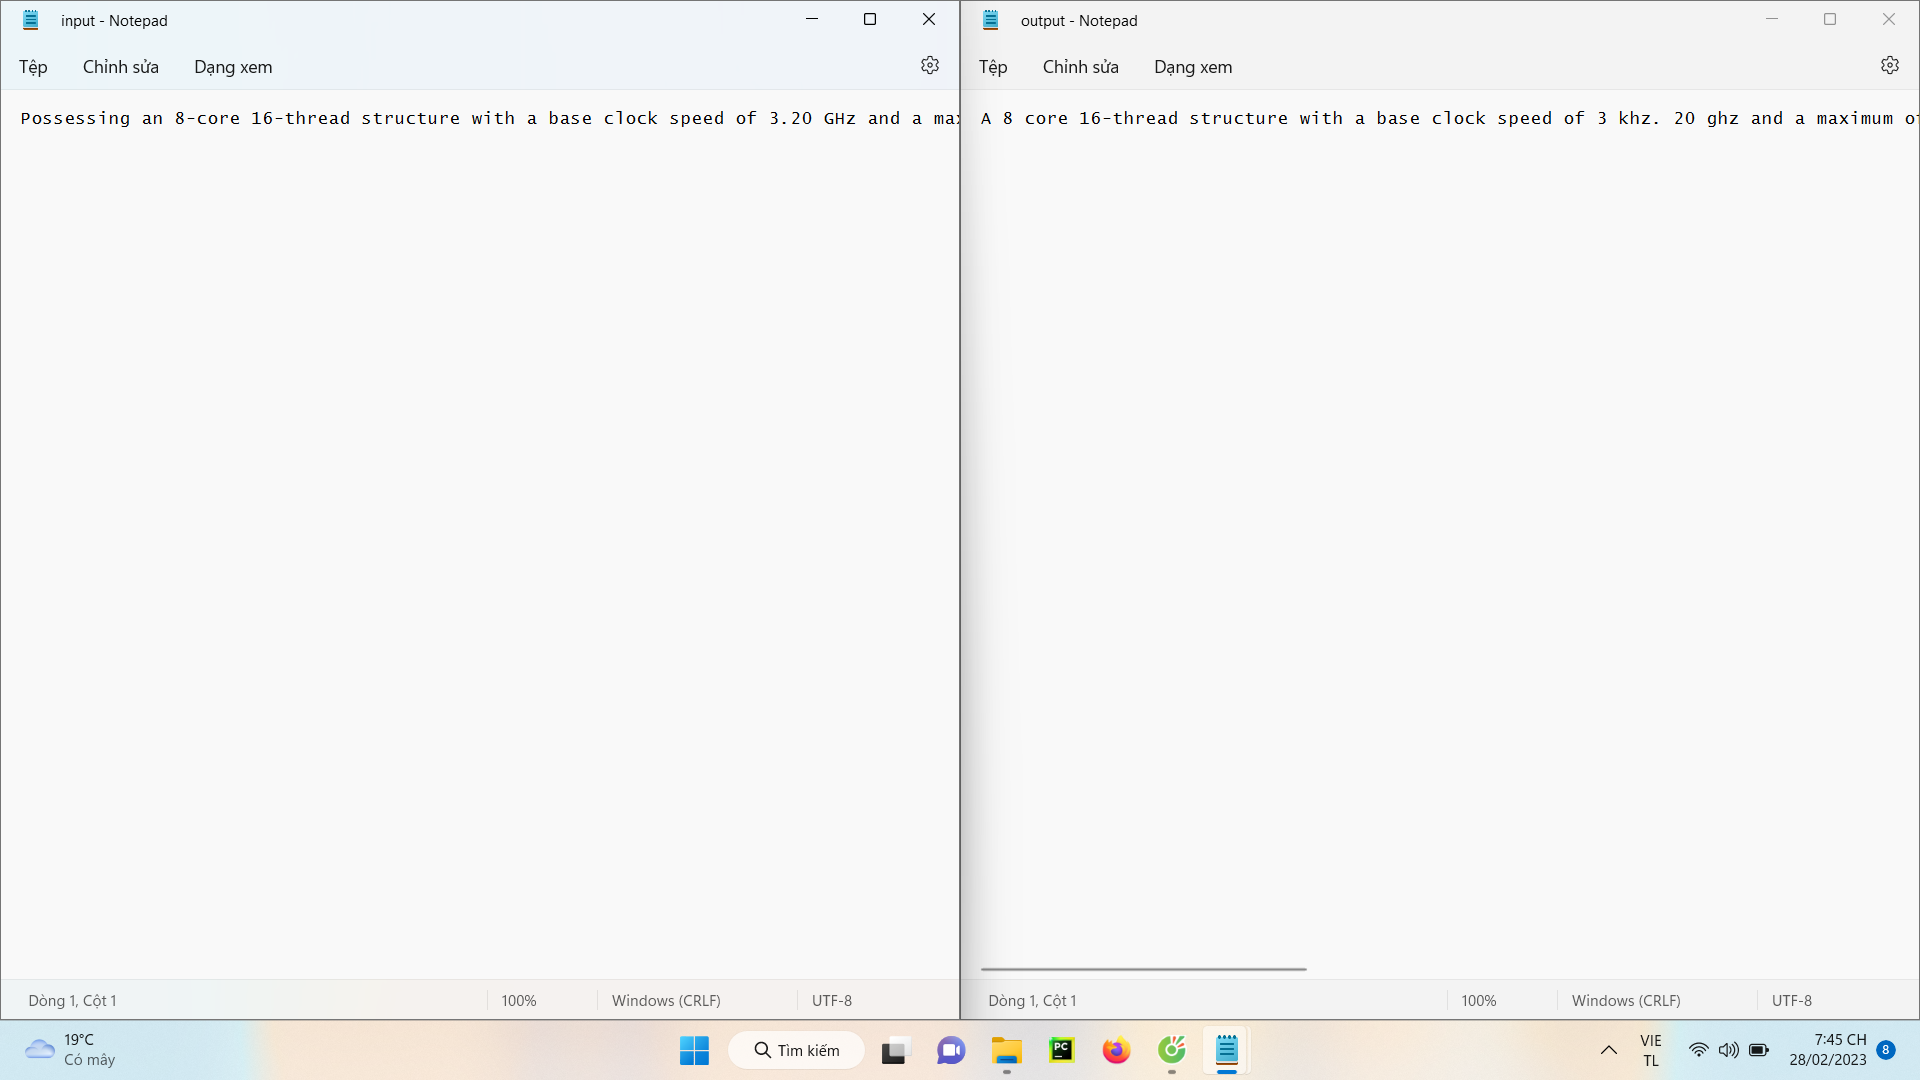 input - Notepad
Tệp Chỉnh sửa Dạng xem
Possessing an 8-core 16-thread structure with a base clock speed of 3.20 GHz and a max
Dòng 1, Cột 1 100% Windows (CRLF) UTF-8
output - Notepad
Tệp Chỉnh sửa Dạng xem
A 8 core 16-thread structure with a base clock speed of 3 khz. 20 ghz and a maximum of
Dòng 1, Cột 1 100% Windows (CRLF) UTF-8
19°C
Có mây
Tìm kiếm
PC
VIE
TL
7:45 CH
28/02/2023
8